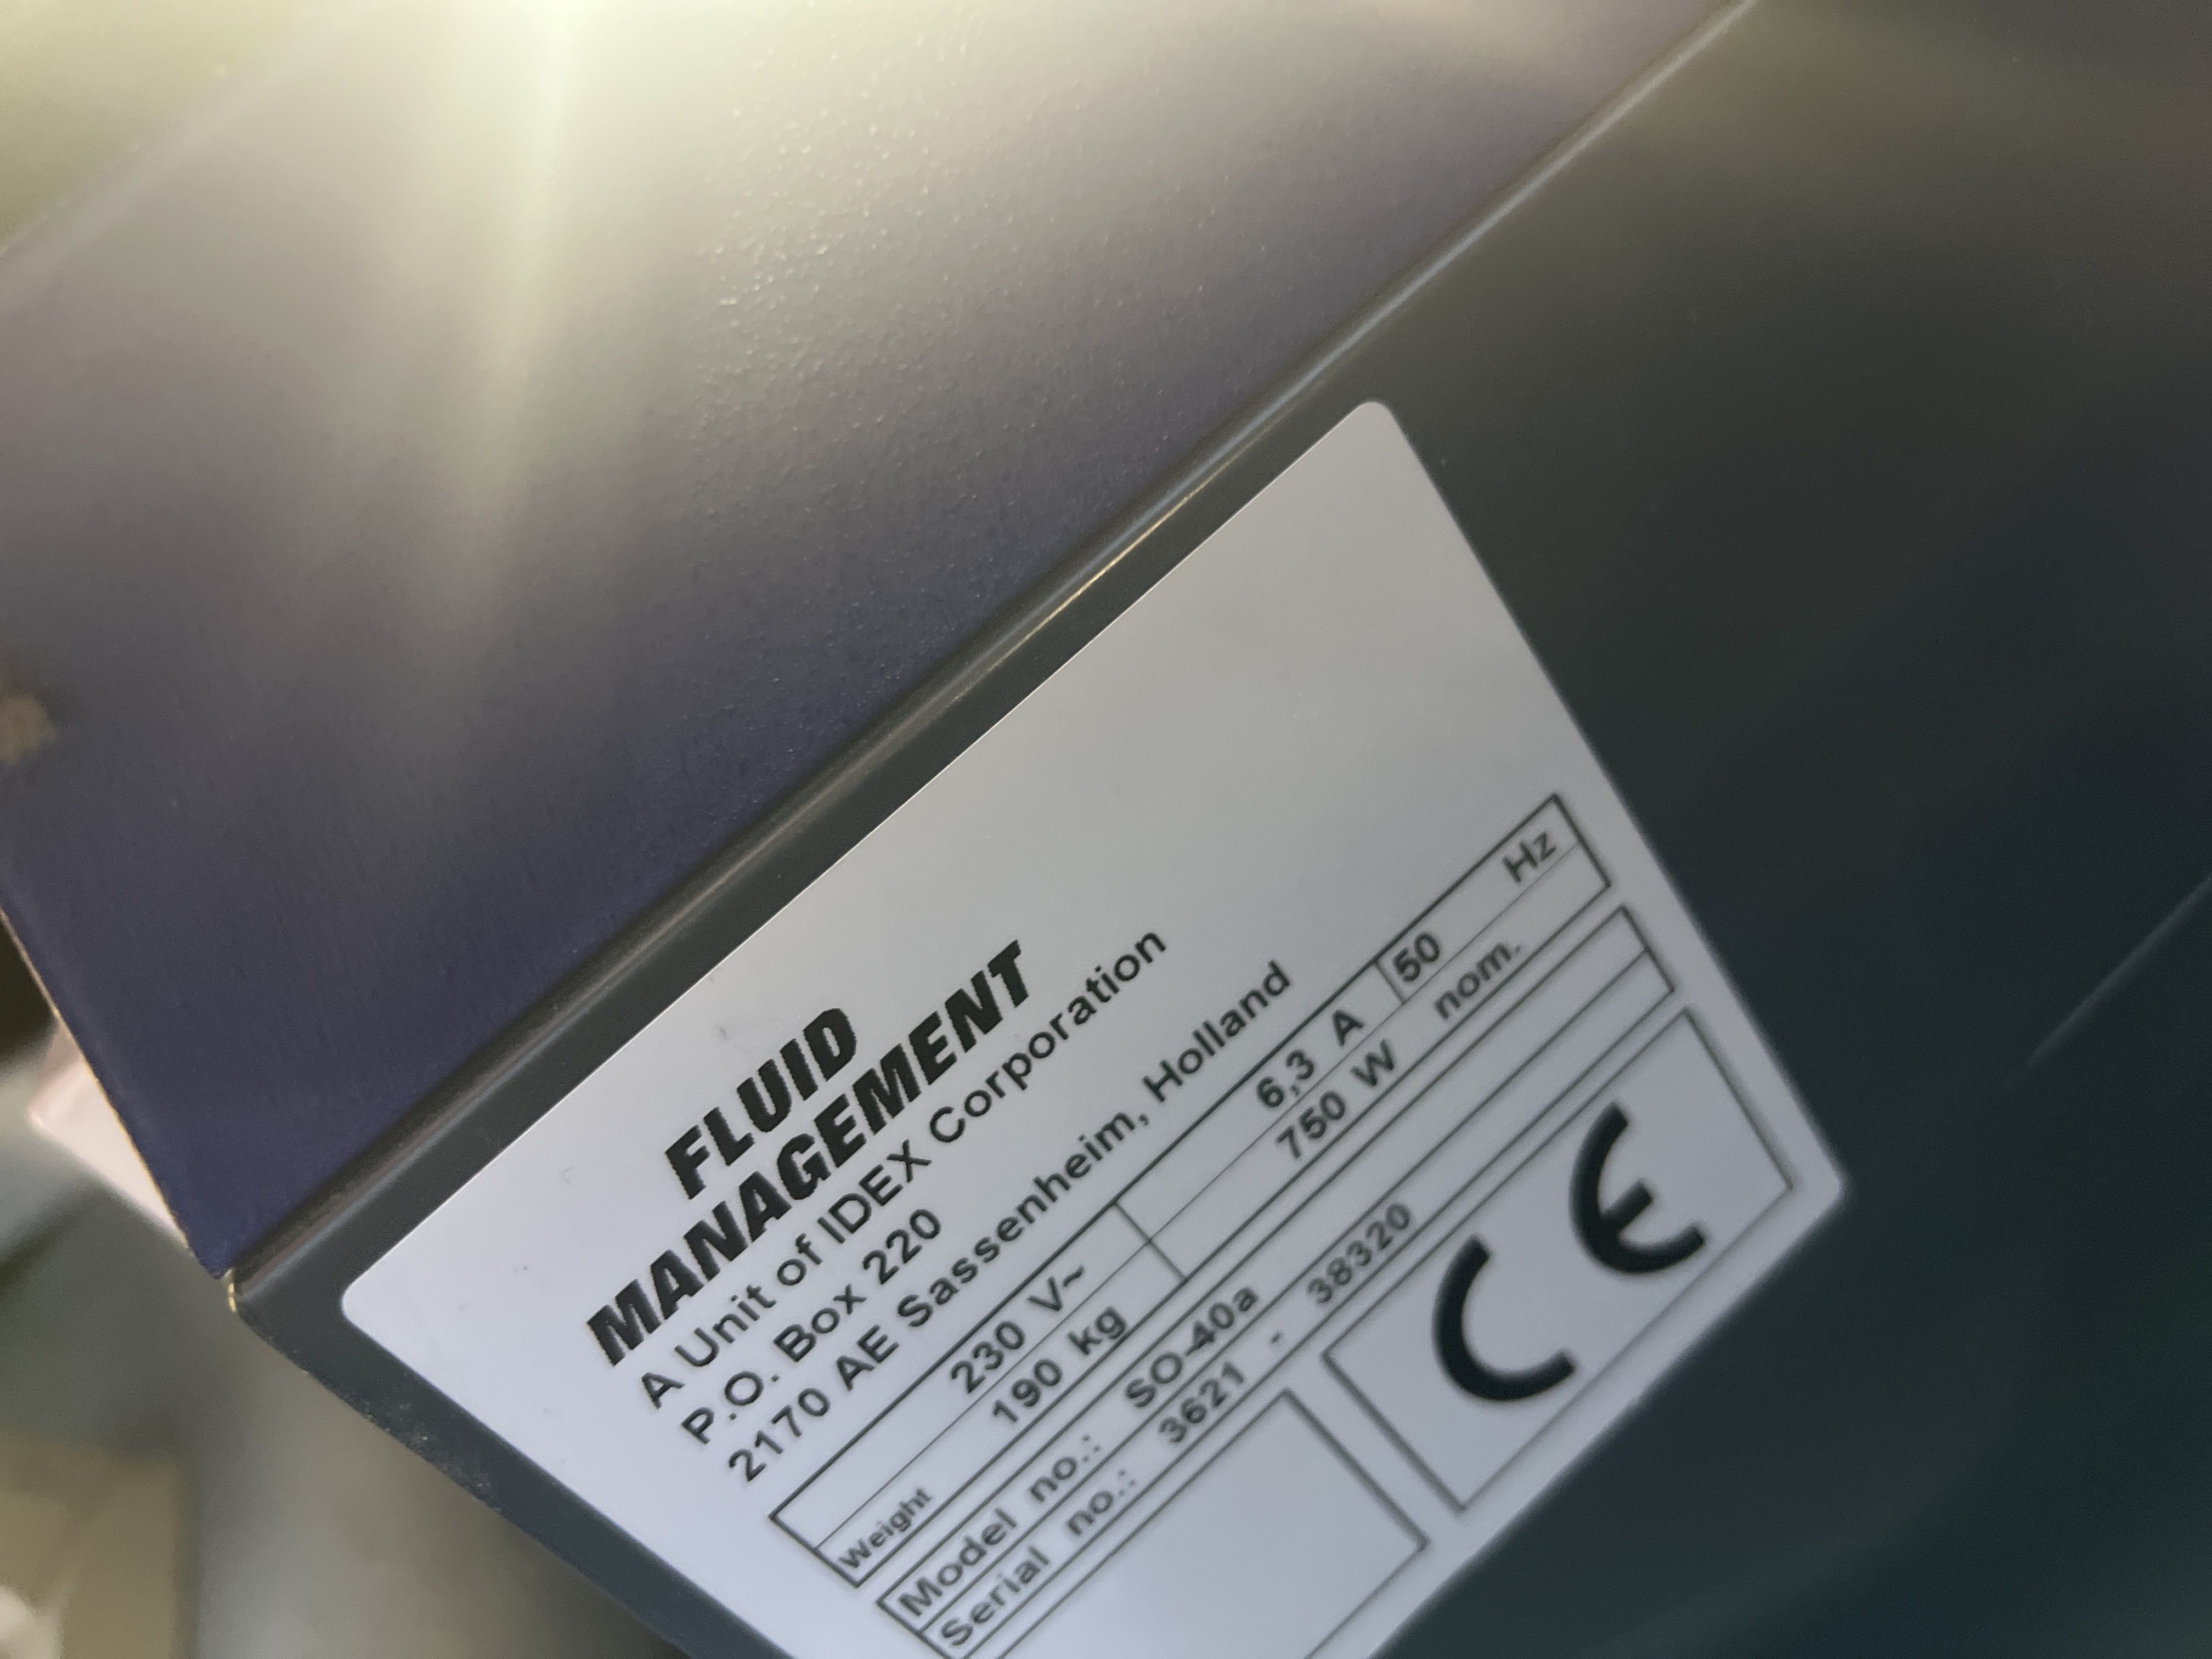 FLUID
MANAGEMENT
A Unit of IDEX Corporation
P.O. Box 220
2170 AE Sassenheim, Holland
230 V~ 6,3 A 50 Hz
Weight 190 kg 750 W nom.
Model no.: SO-40a
Serial no.: 3621 - 38320
CE